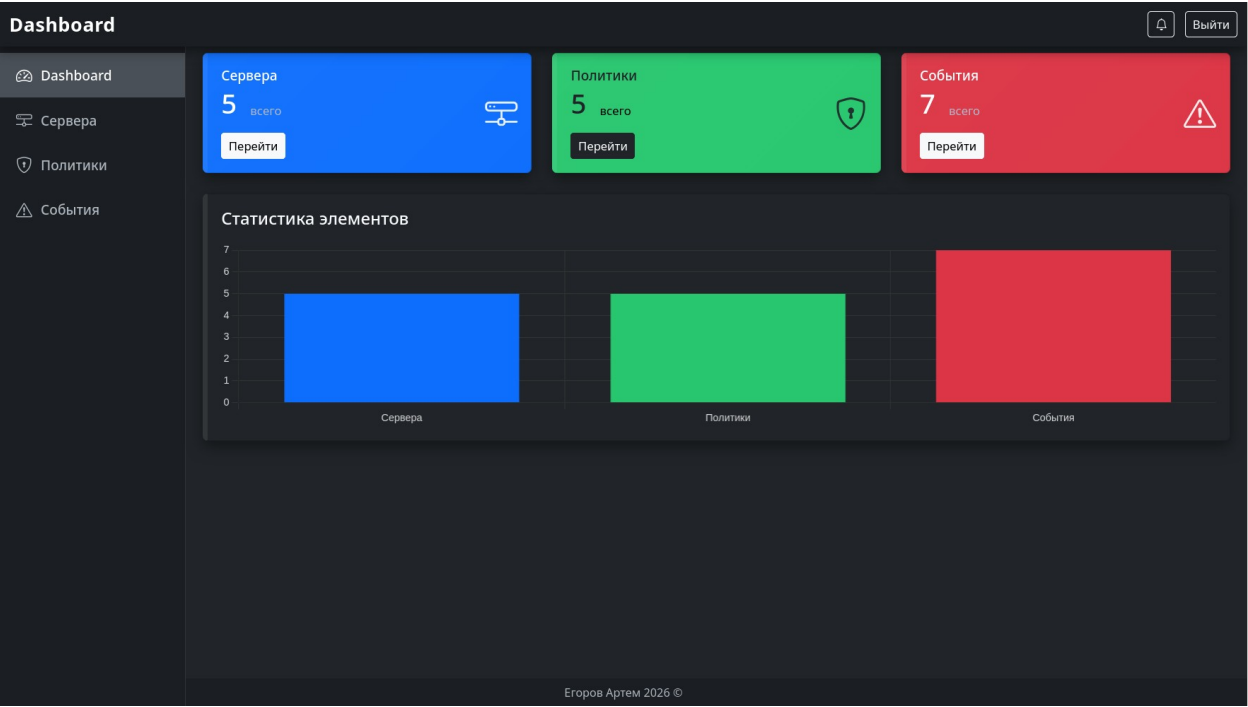 Dashboard
Выйти
Dashboard
Сервера
Политики
События
Сервера
5 всего
Перейти
Политики
5 всего
Перейти
События
7 всего
Перейти
Статистика элементов
7
6
5
4
3
2
1
0
Сервера
Политики
События
Егоров Артем 2026 ©